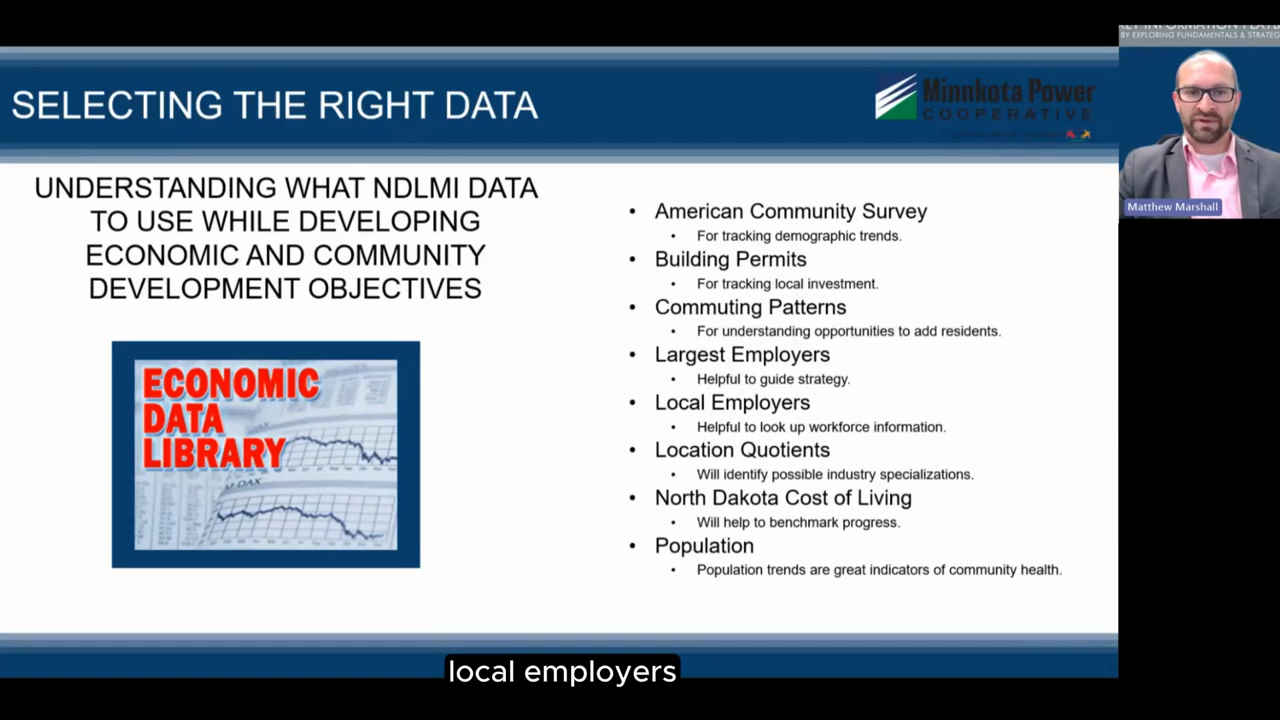 KEY INFORMATION
BY EXPLORING FUNDAMENTALS &
SELECTING THE RIGHT DATA
Minnkota Power
COOPERATIVE
Matthew Marshall
UNDERSTANDING WHAT NDLMI DATA
TO USE WHILE DEVELOPING
ECONOMIC AND COMMUNITY
DEVELOPMENT OBJECTIVES
ECONOMIC
DATA
LIBRARY
M-DAX
• American Community Survey
• For tracking demographic trends.
• Building Permits
• For tracking local investment.
• Commuting Patterns
• For understanding opportunities to add residents.
• Largest Employers
• Helpful to guide strategy.
• Local Employers
• Helpful to look up workforce information.
• Location Quotients
• Will identify possible industry specializations.
• North Dakota Cost of Living
• Will help to benchmark progress.
• Population
• Population trends are great indicators of community health.
local employers